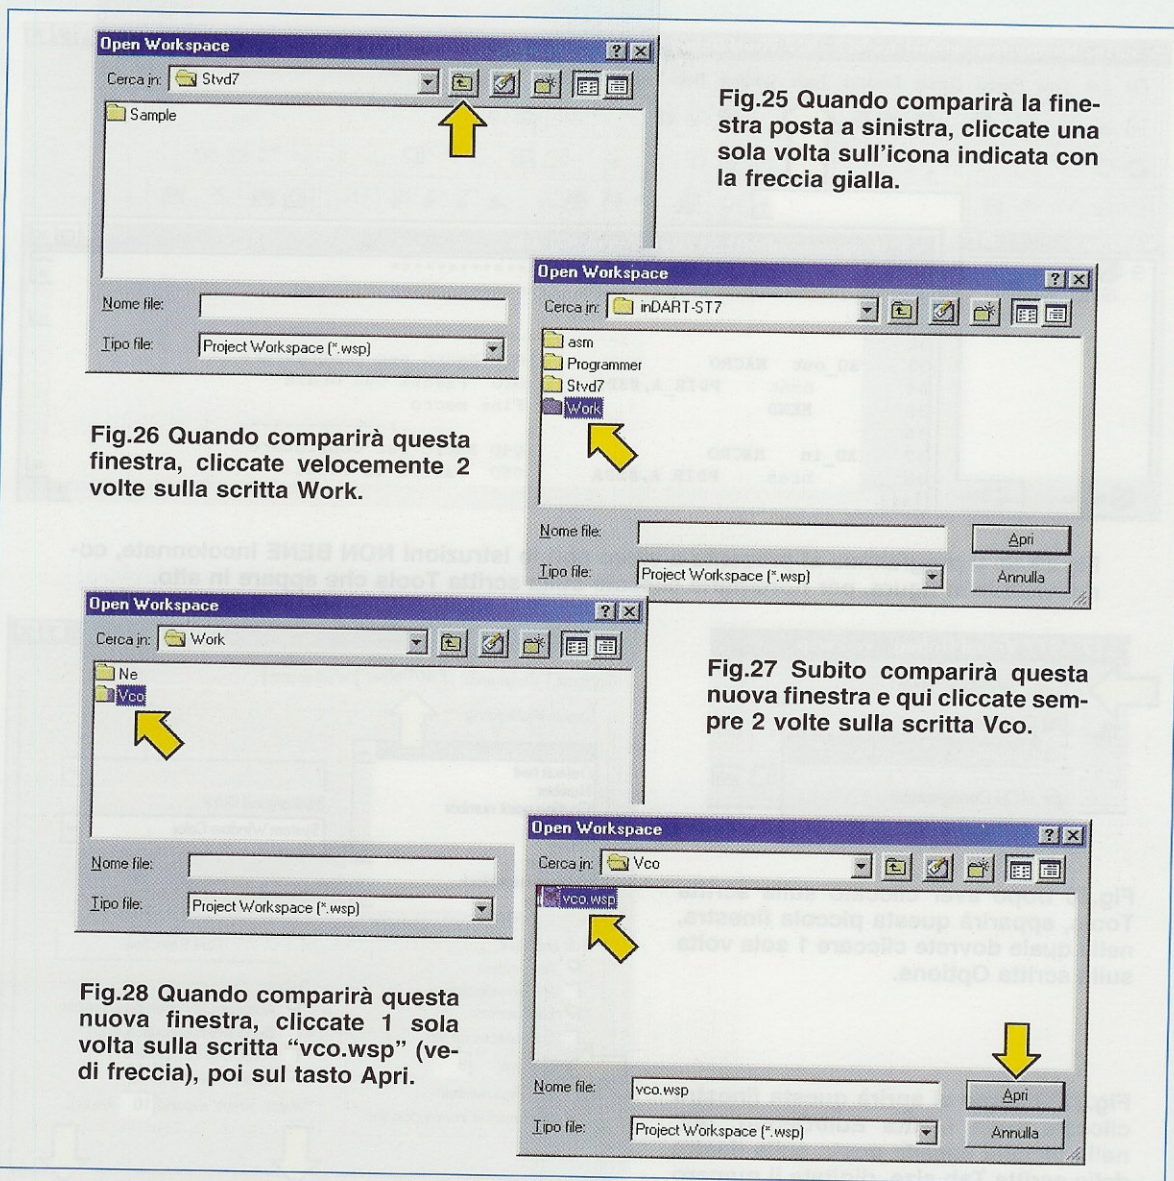 Open Workspace
Cerca in: Stvd7
Sample
Nome file:
Tipo file: Project Workspace (*.wsp)
Fig.25 Quando comparirà la fine-
stra posta a sinistra, cliccate una
sola volta sull'icona indicata con
la freccia gialla.
Open Workspace
Cerca in: inDART-ST7
asm
Programmer
Stvd7
Work
Nome file:
Apri
Tipo file: Project Workspace (*.wsp)
Annulla
Fig.26 Quando comparirà questa
finestra, cliccate velocemente 2
volte sulla scritta Work.
Open Workspace
Cerca in: Work
Ne
Vco
Nome file:
Tipo file: Project Workspace (*.wsp)
Fig.27 Subito comparirà questa
nuova finestra e qui cliccate sem-
pre 2 volte sulla scritta Vco.
Open Workspace
Cerca in: Vco
vco.wsp
Nome file: vco.wsp
Apri
Tipo file: Project Workspace (*.wsp)
Annulla
Fig.28 Quando comparirà questa
nuova finestra, cliccate 1 sola
volta sulla scritta “vco.wsp” (ve-
di freccia), poi sul tasto Apri.